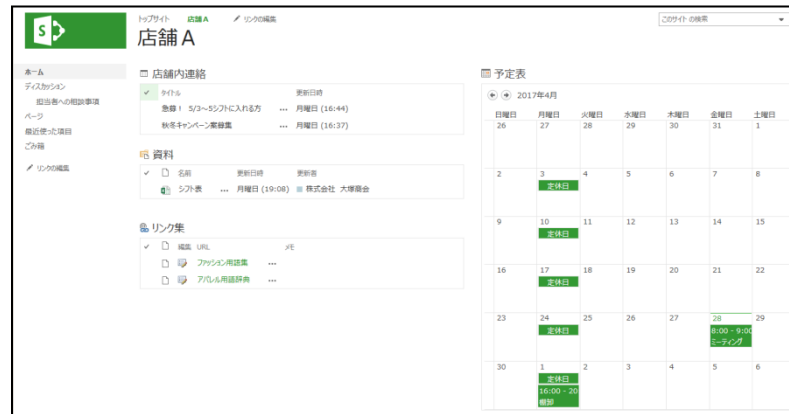 S
トップサイト 店舗A リンクの編集
このサイト の検索
店舗 A
ホーム
ディスカッション
担当者への相談事項
ページ
最近使った項目
ごみ箱
リンクの編集
店舗内連絡
タイトル 更新日時
急募! 5/3~5シフトに入れる方 ... 月曜日 (16:44)
秋冬キャンペーン案募集 ... 月曜日 (16:37)
資料
名前 更新日時 更新者
シフト表 ... 月曜日 (19:08) 株式会社 大塚商会
リンク集
編集 URL メモ
ファッション用語集 ...
アパレル用語辞典 ...
予定表
2017年4月
日曜日 月曜日 火曜日 水曜日 木曜日 金曜日 土曜日
26 27 28 29 30 31 1
2 3 4 5 6 7 8
定休日
9 10 11 12 13 14 15
定休日
16 17 18 19 20 21 22
定休日
23 24 25 26 27 28 29
定休日 8:00 - 9:00
ミーティング
30 1 2 3 4 5 6
定休日
16:00 - 20
棚卸